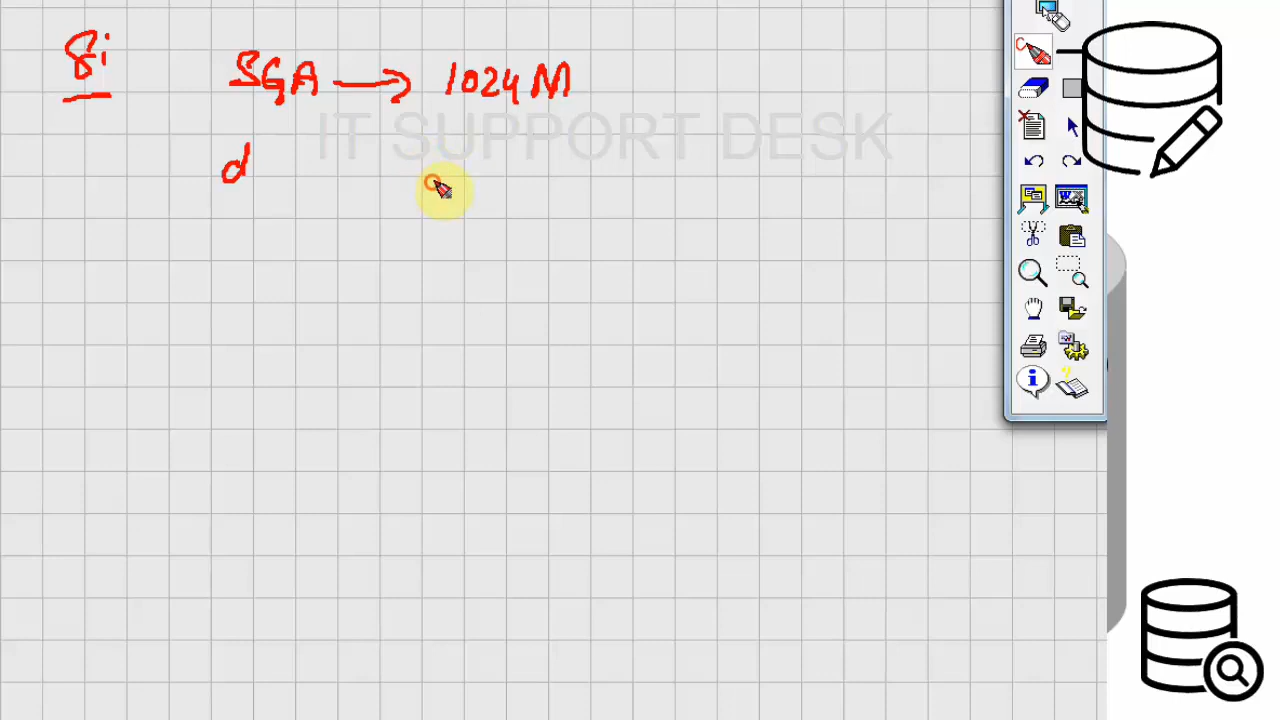 8i
SGA → 1024 M
IT SUPPORT DESK
d